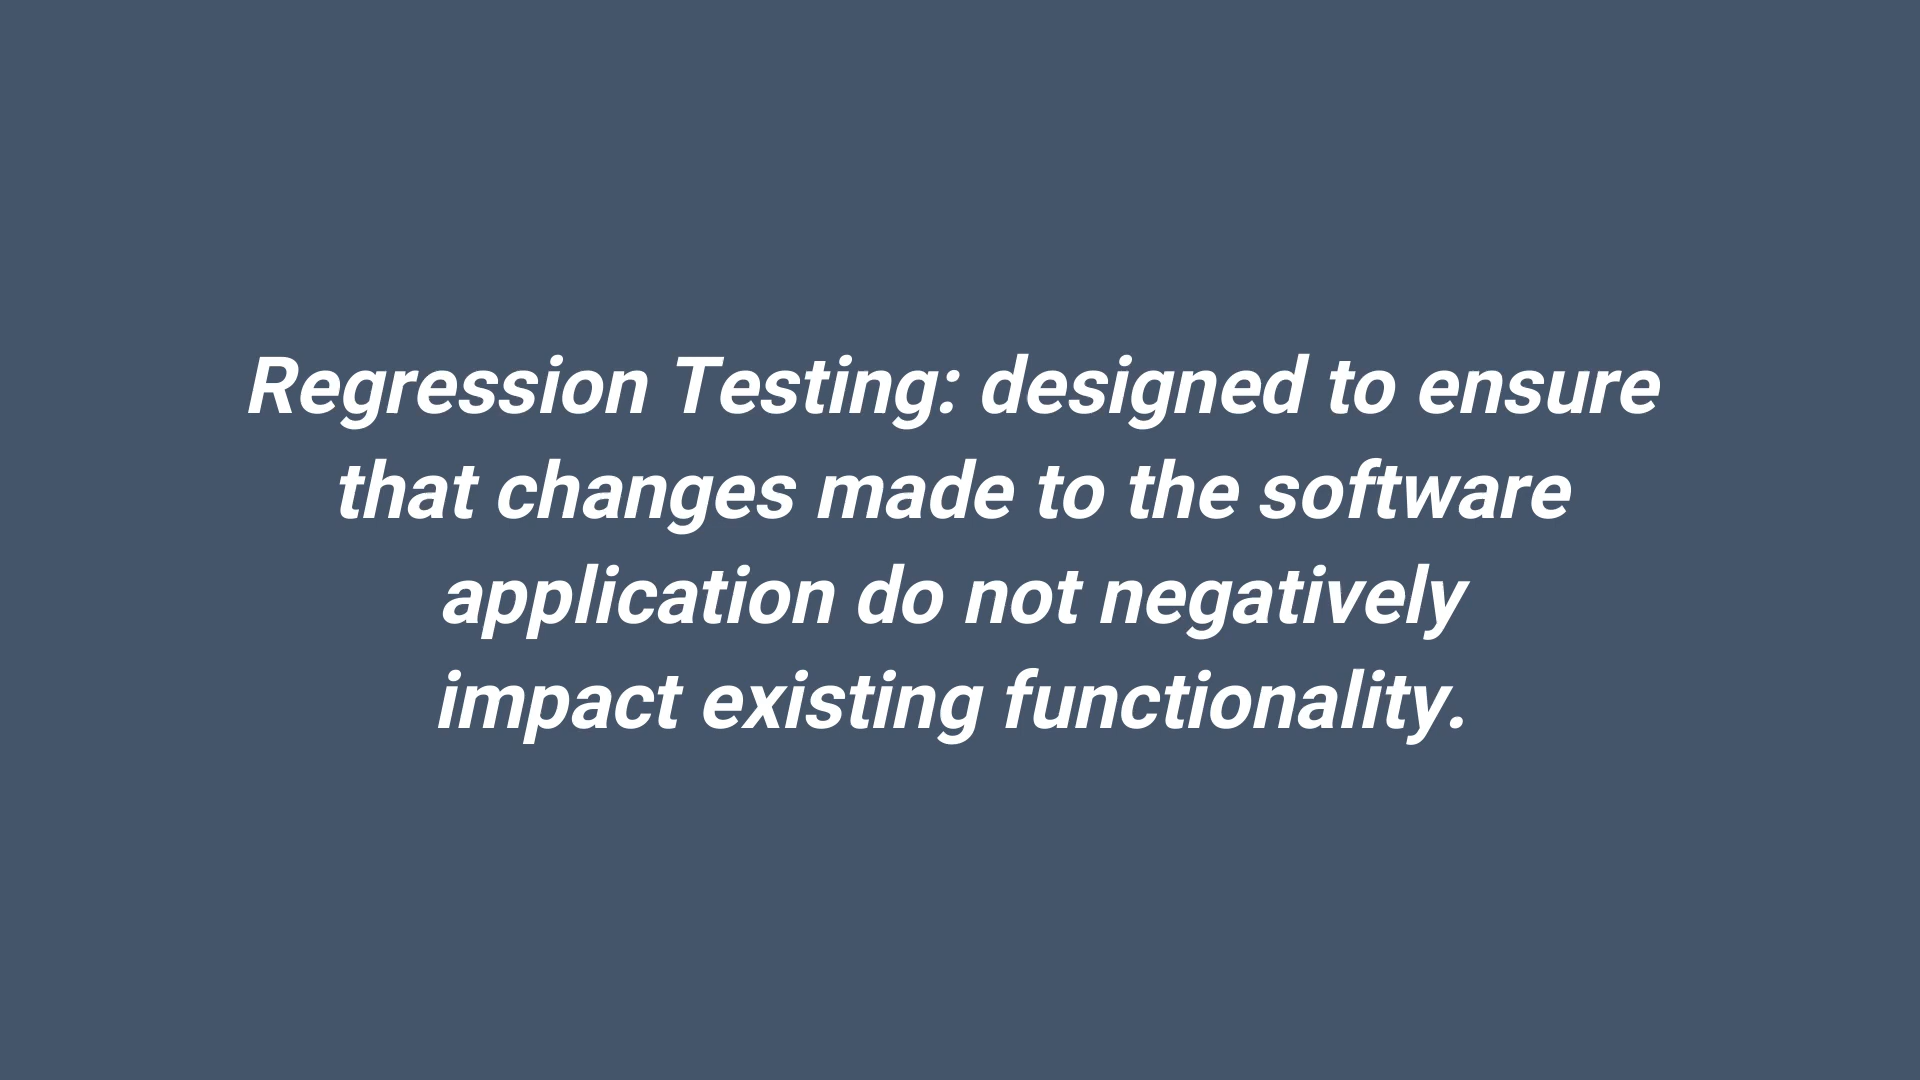 Regression Testing: designed to ensure
that changes made to the software
application do not negatively
impact existing functionality.